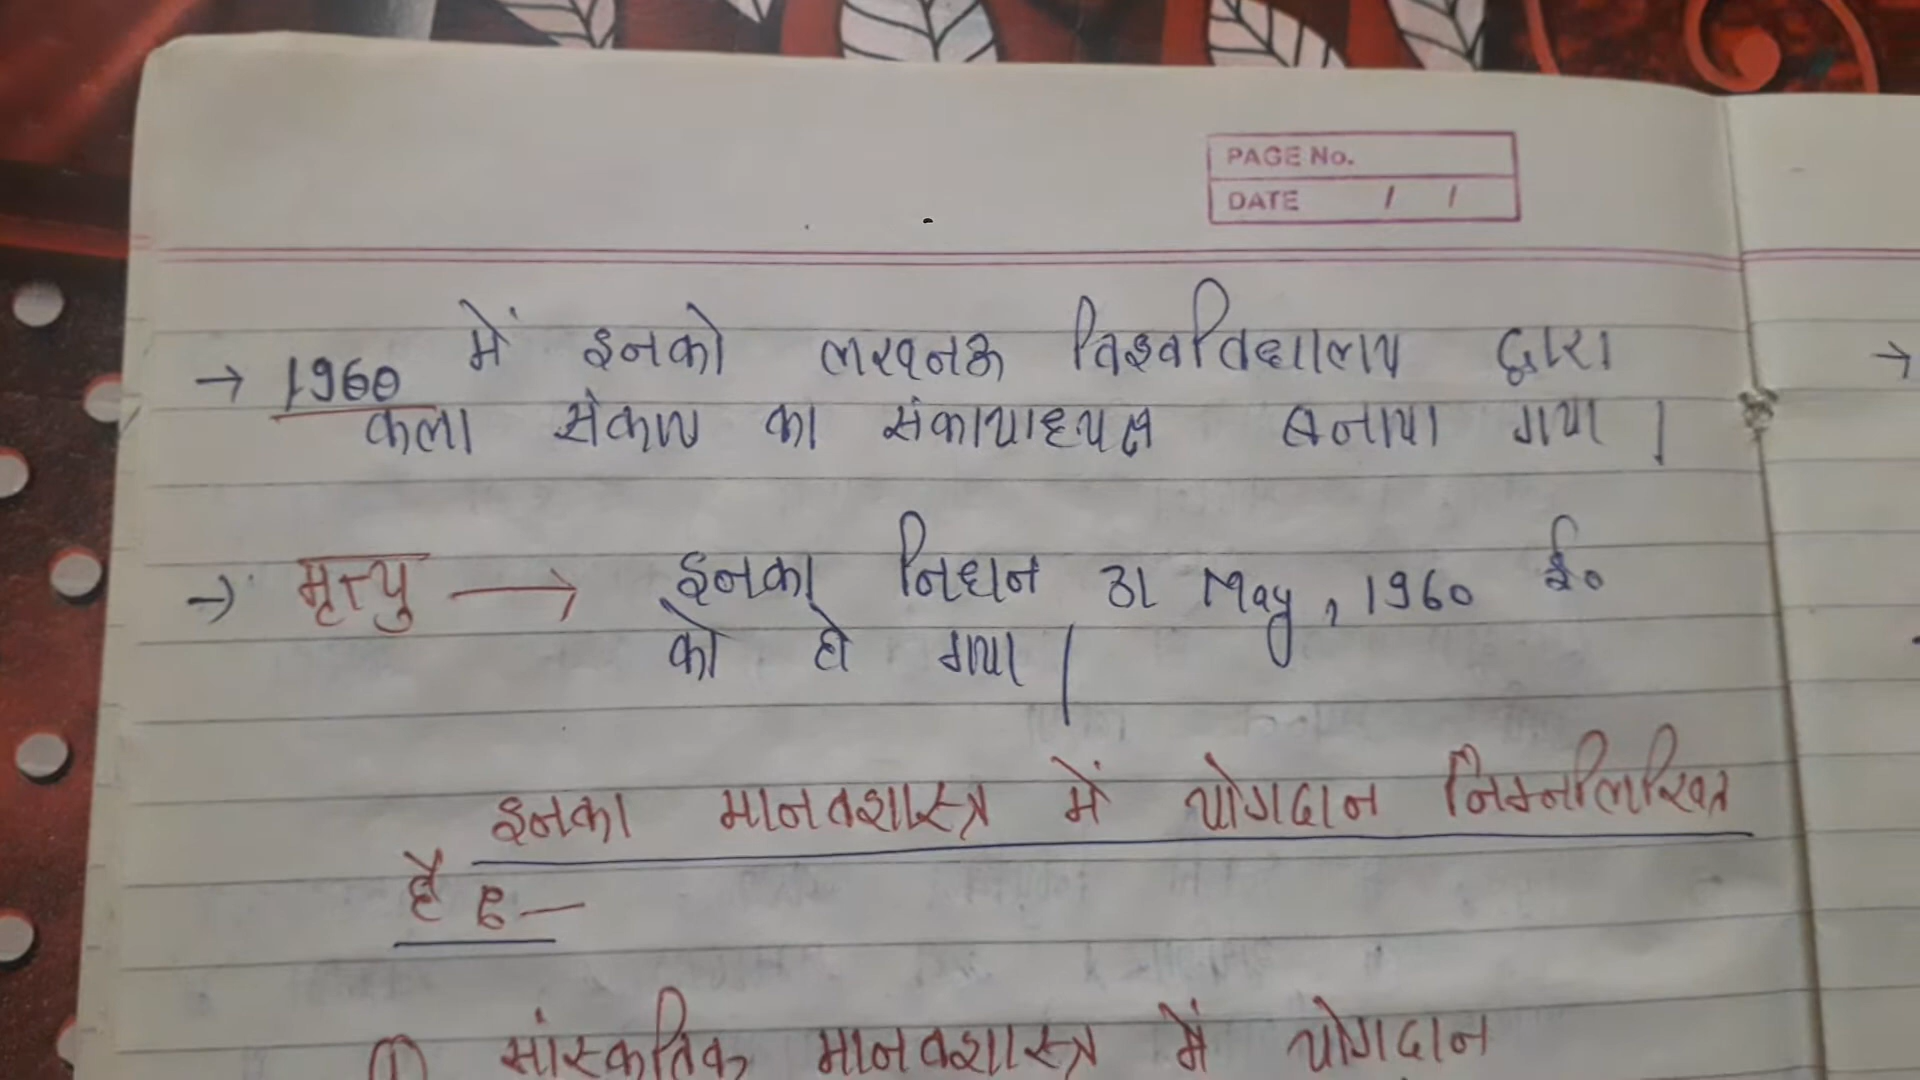 PAGE No.
DATE / /
→ 1960 में इनको लखनऊ विश्वविद्यालय द्वारा
कला संकाय का संकायाध्यक्ष बनाया गया |
→ मृत्यु → इनका निधन 31 May, 1960 ई०
को हो गया |
इनका मानवशास्त्र में योगदान निम्नलिखित
है :—
① सांस्कृतिक मानवशास्त्र में योगदान
→